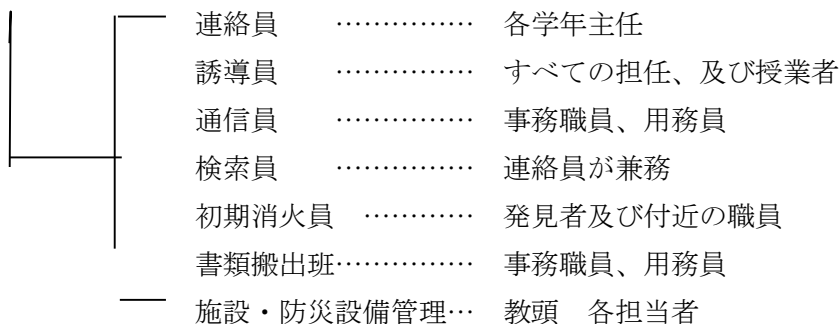 連絡員　…………… 各学年主任
誘導員　…………… すべての担任、及び授業者
通信員　…………… 事務職員、用務員
検索員　…………… 連絡員が兼務
初期消火員　………… 発見者及び付近の職員
書類搬出班…………… 事務職員、用務員
施設・防災設備管理… 教頭　各担当者